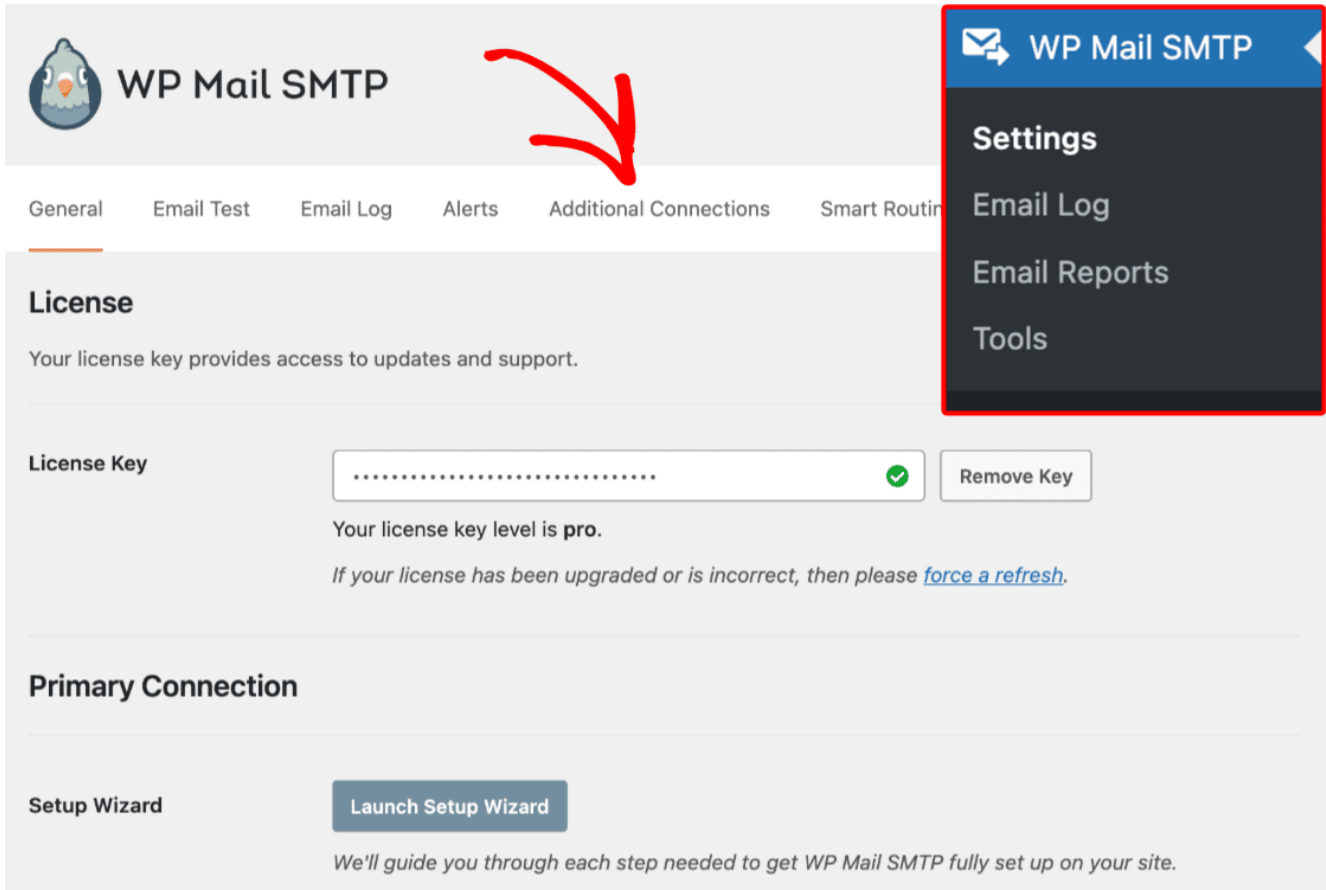 WP Mail SMTP
WP Mail SMTP
Settings
Email Log
Email Reports
Tools
General Email Test Email Log Alerts Additional Connections Smart Routin
License
Your license key provides access to updates and support.
License Key
Remove Key
Your license key level is pro.
If your license has been upgraded or is incorrect, then please force a refresh.
Primary Connection
Setup Wizard
Launch Setup Wizard
We'll guide you through each step needed to get WP Mail SMTP fully set up on your site.